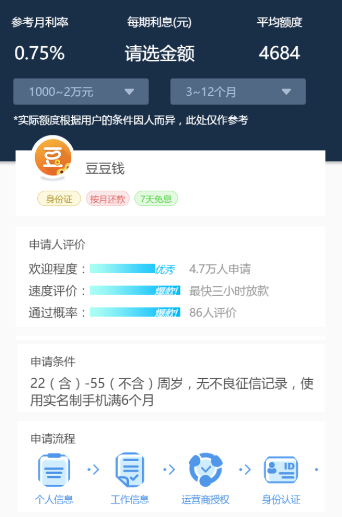 参考月利率 每期利息(元) 平均额度
0.75% 请选金额 4684
1000~2万元 3~12个月
*实际额度根据用户的条件因人而异，此处仅作参考
豆
豆豆钱
身份证 按月还款 7天免息
申请人评价
欢迎程度： 优秀 4.7万人申请
速度评价： 爆款! 最快三小时放款
通过概率： 爆款! 86人评价
申请条件
22（含）-55（不含）周岁，无不良征信记录，使
用实名制手机满6个月
申请流程
ID
个人信息 工作信息 运营商授权 身份认证